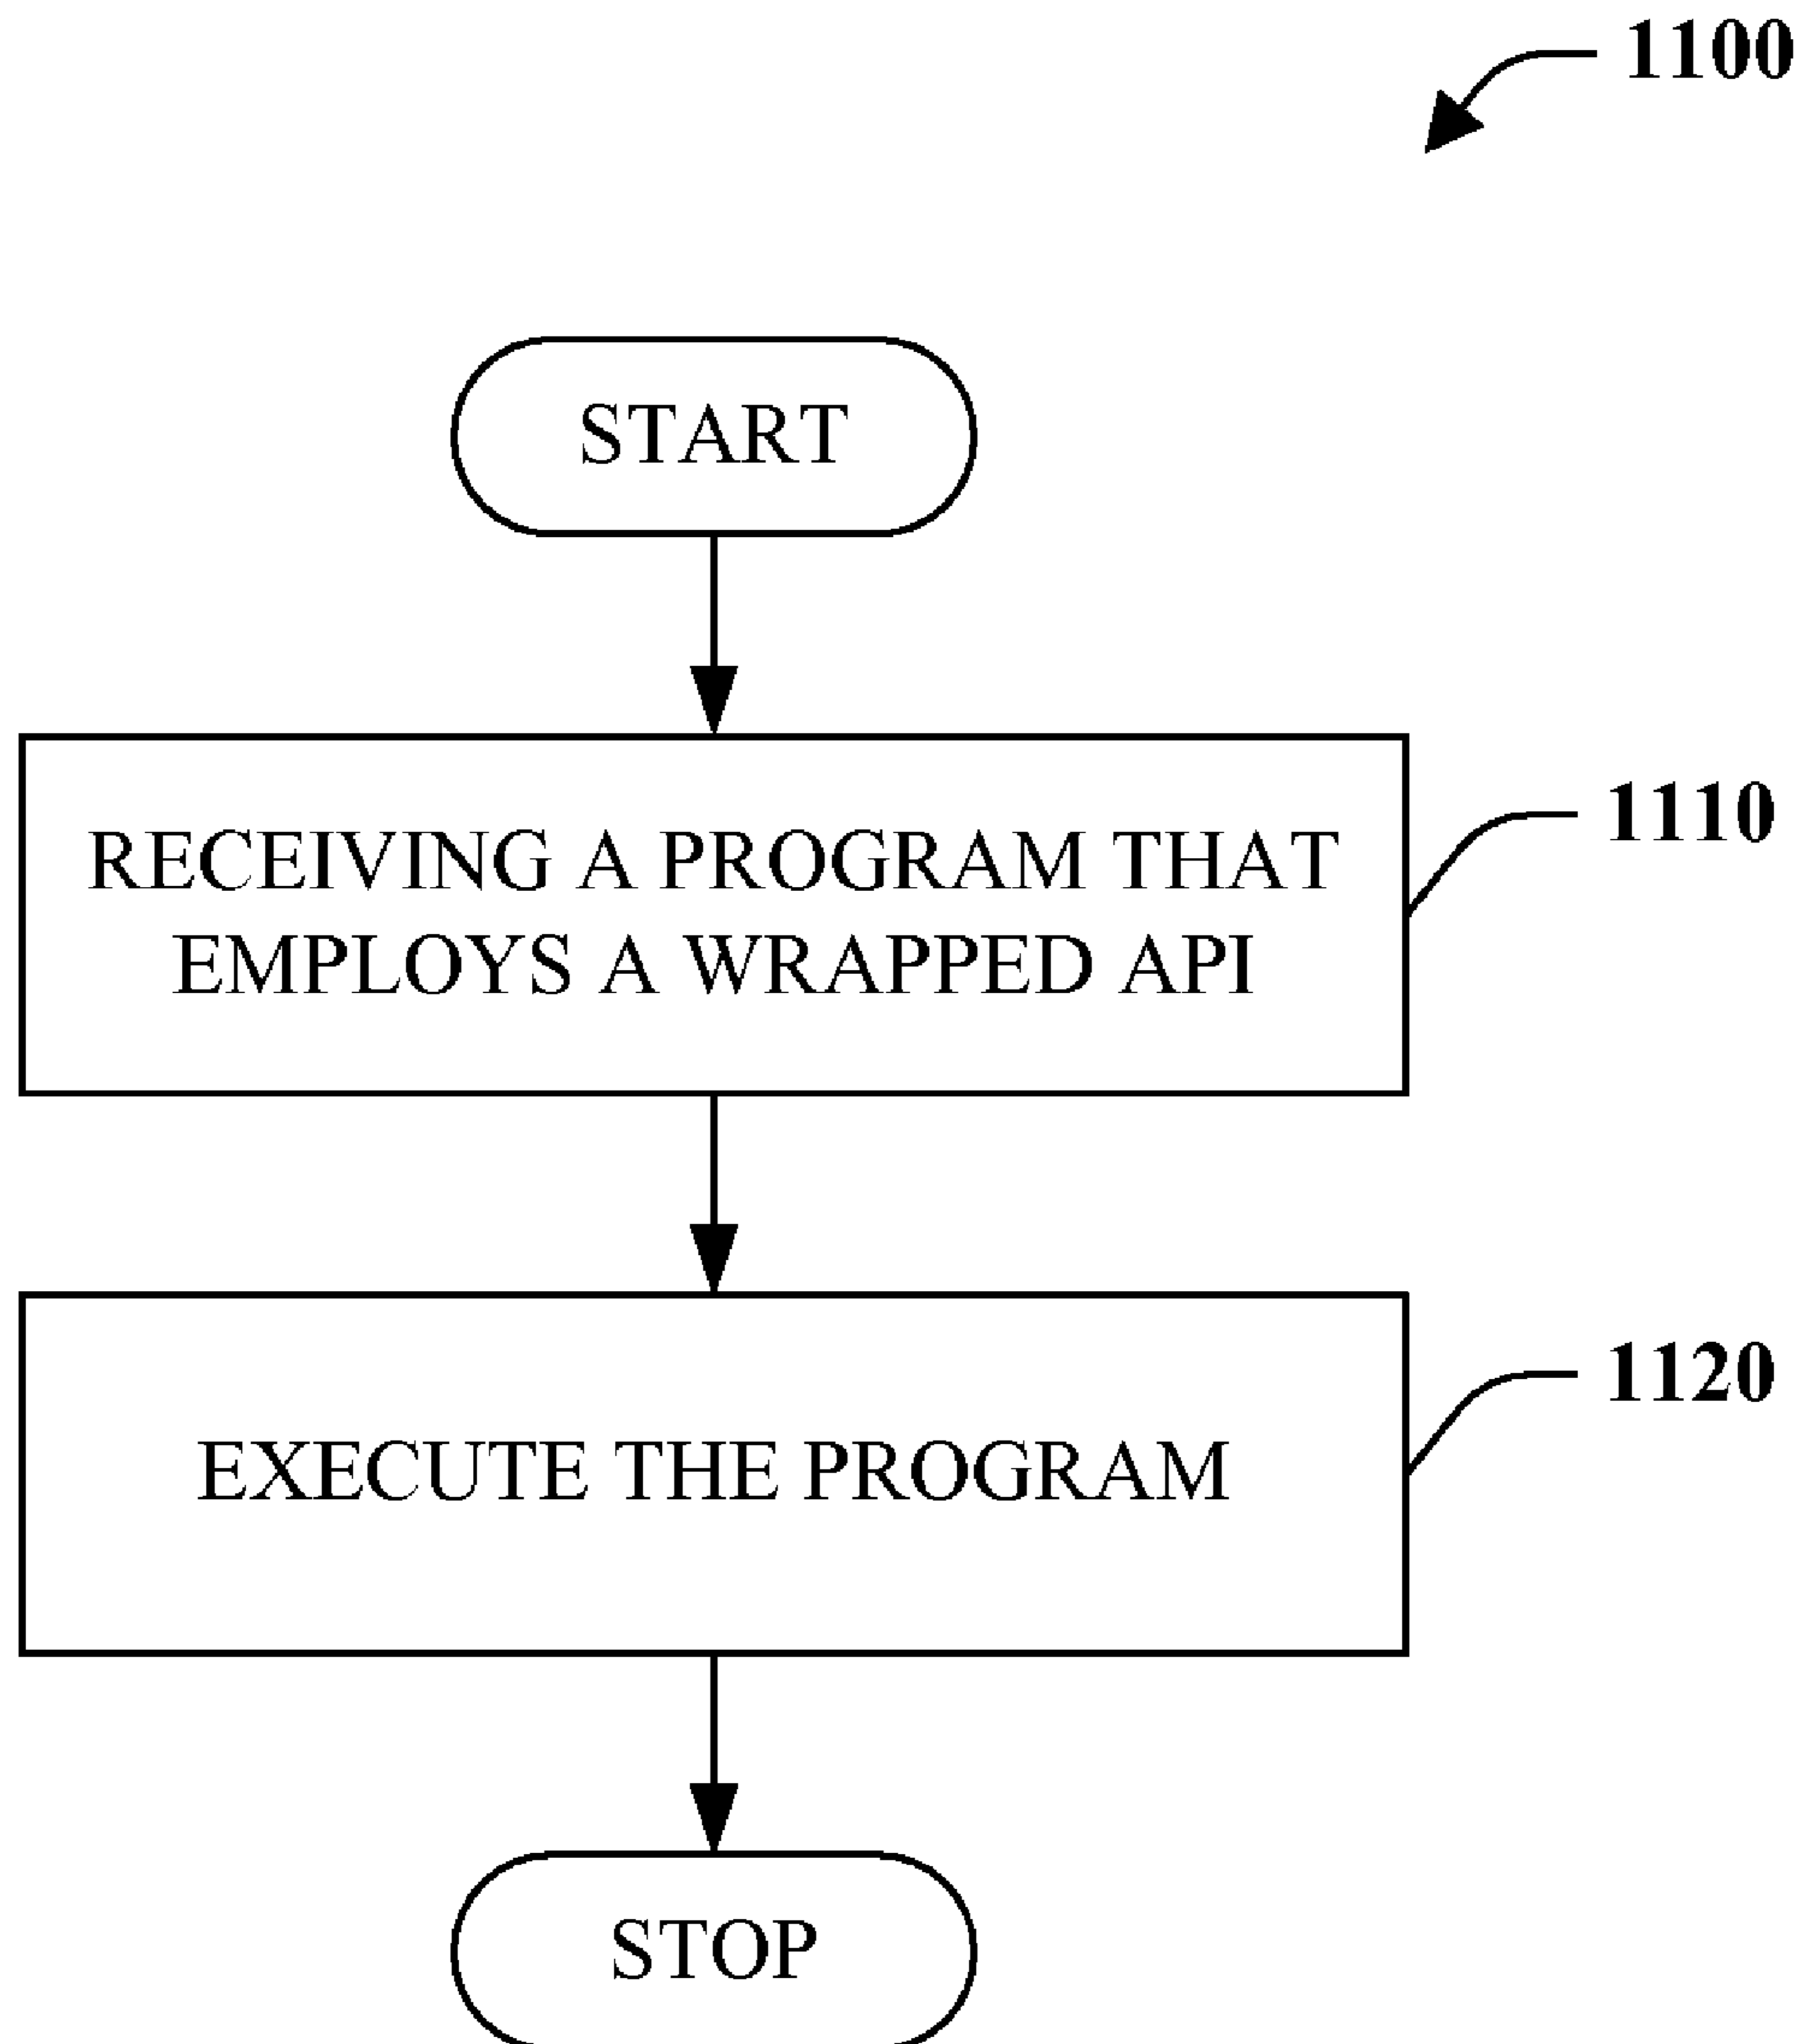 1100
START
RECEIVING A PROGRAM THAT
EMPLOYS A WRAPPED API
1110
EXECUTE THE PROGRAM
1120
STOP